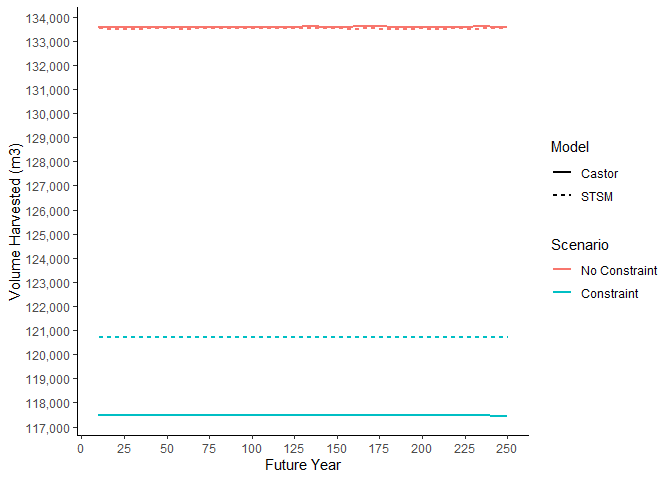 134,000
133,000
132,000
131,000
130,000
129,000
128,000
127,000
126,000
125,000
124,000
123,000
122,000
121,000
120,000
119,000
118,000
117,000
Volume Harvested (m3)
0 25 50 75 100 125 150 175 200 225 250
Future Year
Model
Castor
STSM
Scenario
No Constraint
Constraint